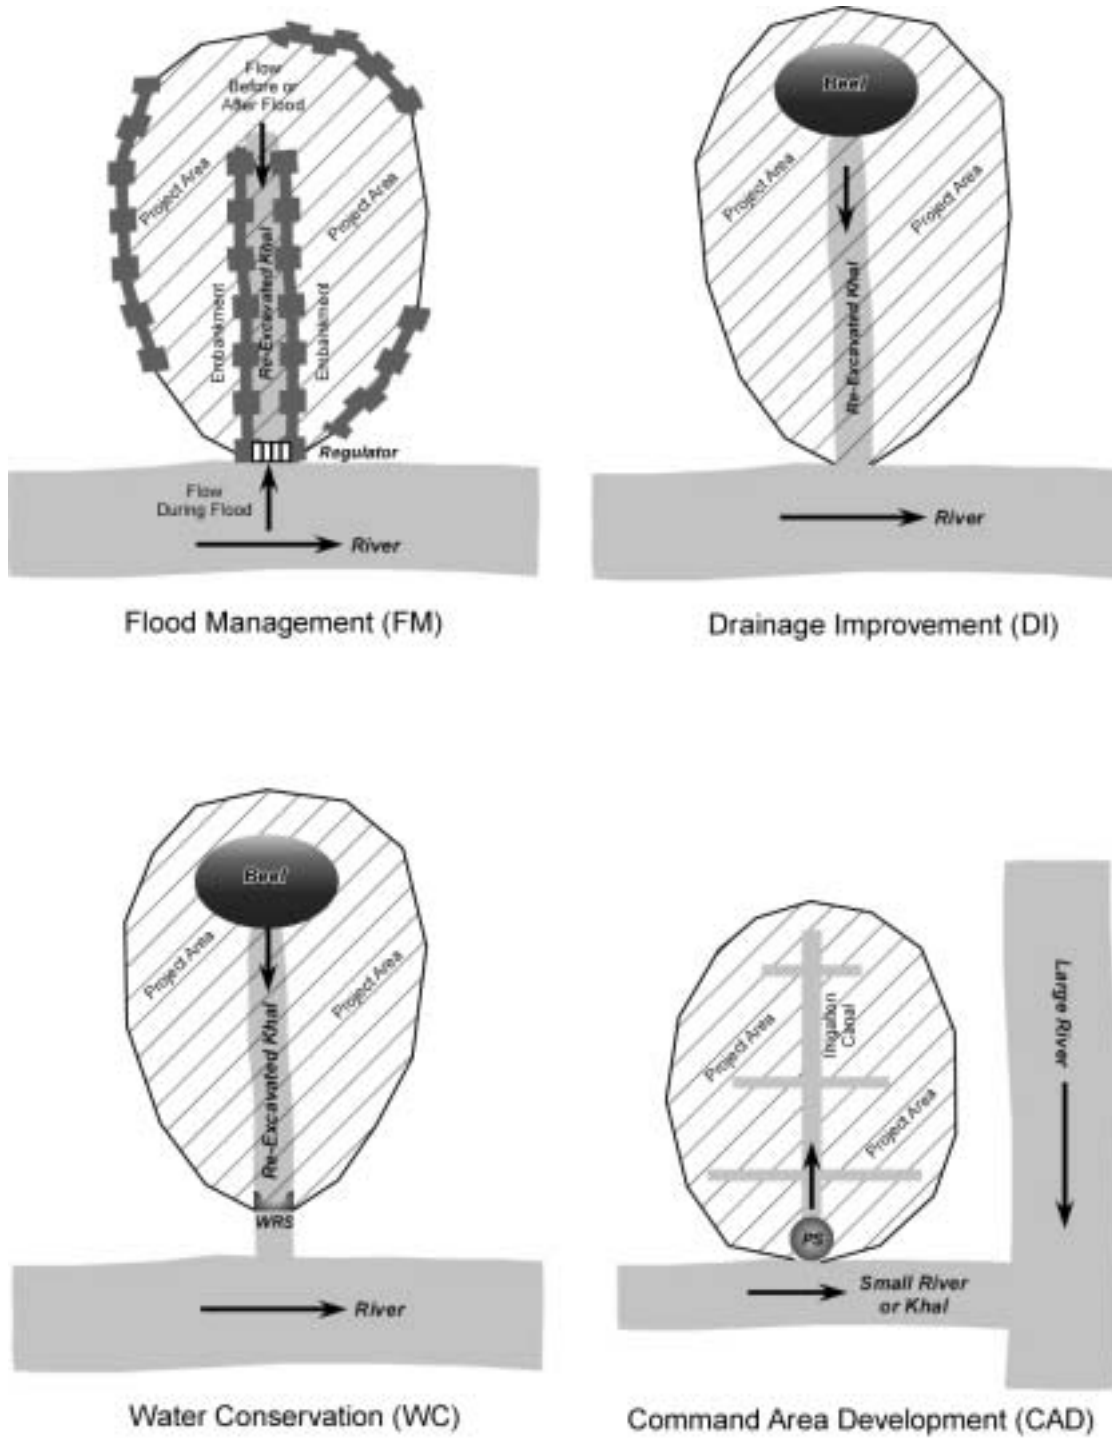 Flow
Before or
After Flood
Project Area
Project Area
Embankment
Re-Excavated Khal
Embankment
Regulator
Flow
During Flood
River
Flood Management (FM)
Beel
Project Area
Project Area
Re-Excavated Khal
River
Drainage Improvement (DI)
Beel
Project Area
Project Area
Re-Excavated Khal
WRS
River
Water Conservation (WC)
Irrigation
Canal
Project Area
Project Area
PS
Large River
Small River
or Khal
Command Area Development (CAD)